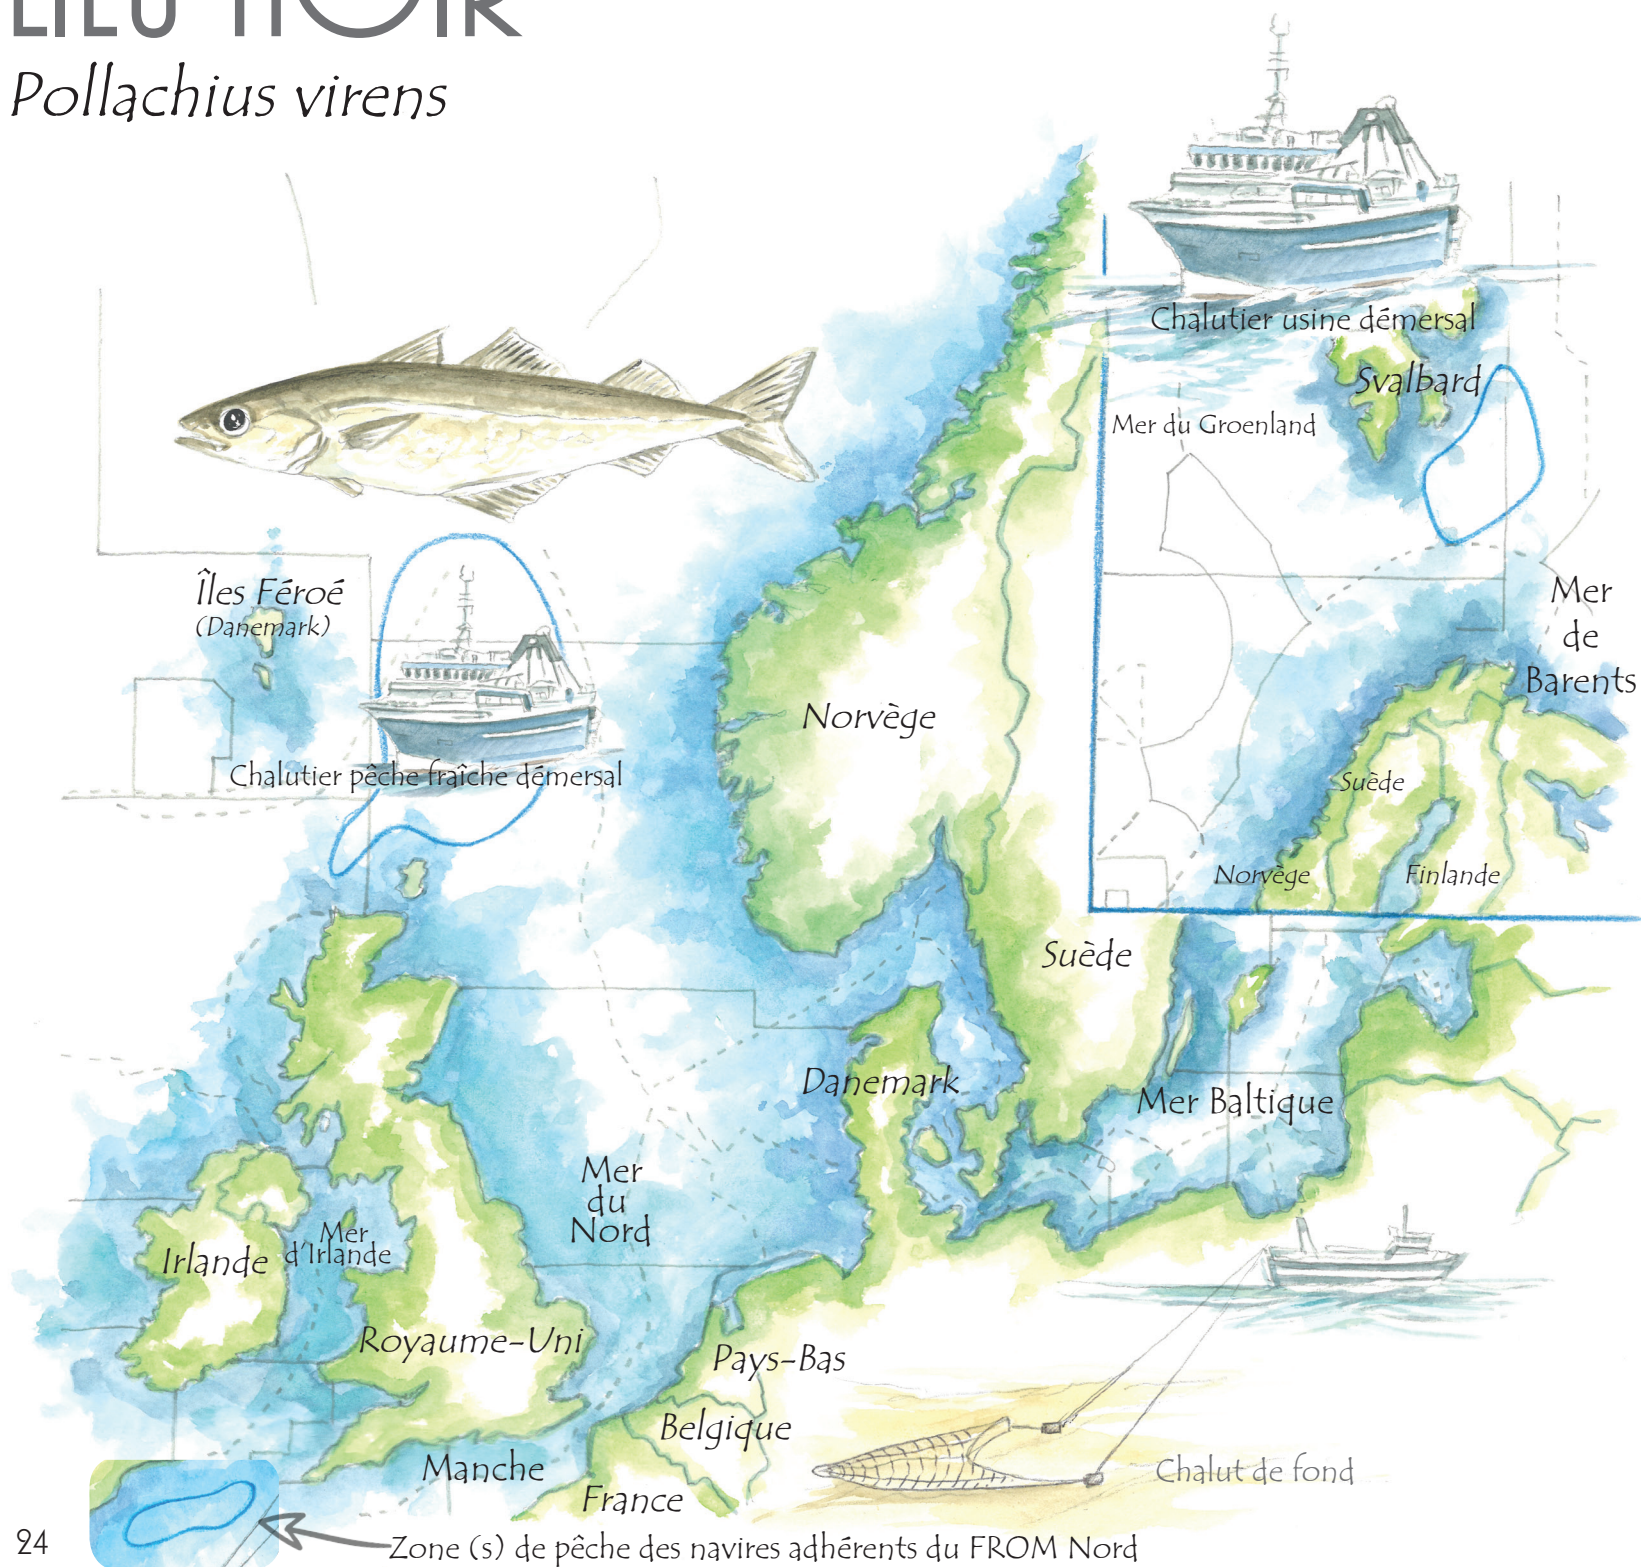 LIEU NOIR
Pollachius virens
Chalutier usine démersal
Svalbard
Mer du Groenland
Îles Féroé
(Danemark)
Mer
de
Barents
Norvège
Chalutier pêche fraîche démersal
Suède
Norvège
Finlande
Suède
Danemark
Mer Baltique
Mer
du
Nord
Mer
d'Irlande
Irlande
Royaume-Uni
Pays-Bas
Belgique
Manche
Chalut de fond
France
Zone (s) de pêche des navires adhérents du FROM Nord
24